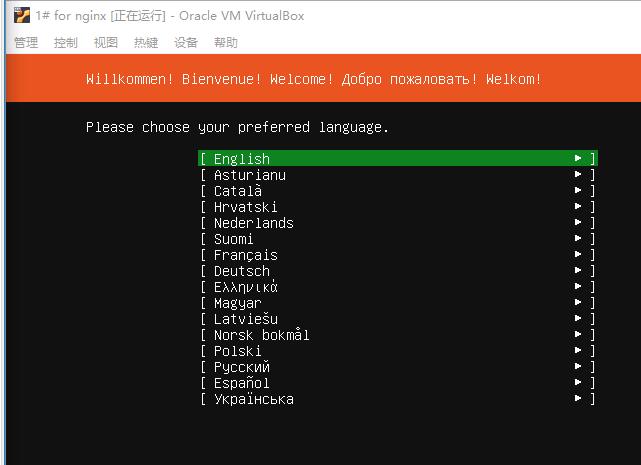 1# for nginx [正在运行] - Oracle VM VirtualBox
管理 控制 视图 热键 设备 帮助
Willkommen! Bienvenue! Welcome! Добро пожаловать! Welkom!
Please choose your preferred language.
[ English ▸ ]
[ Asturianu ▸ ]
[ Català ▸ ]
[ Hrvatski ▸ ]
[ Nederlands ▸ ]
[ Suomi ▸ ]
[ Français ▸ ]
[ Deutsch ▸ ]
[ Ελληνικά ▸ ]
[ Magyar ▸ ]
[ Latviešu ▸ ]
[ Norsk bokmål ▸ ]
[ Polski ▸ ]
[ Русский ▸ ]
[ Español ▸ ]
[ Українська ▸ ]